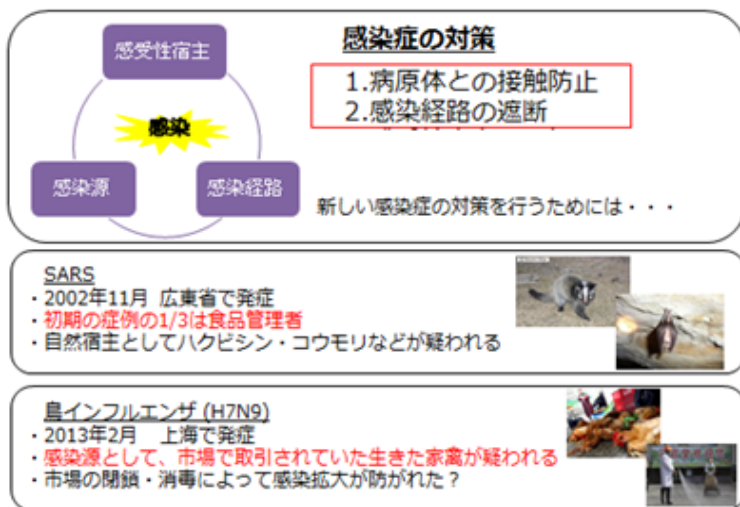 感受性宿主
感染
感染源
感染経路
感染症の対策
1.病原体との接触防止
2.感染経路の遮断
新しい感染症の対策を行うためには・・・
SARS
・2002年11月 広東省で発症
・初期の症例の1/3は食品管理者
・自然宿主としてハクビシン・コウモリなどが疑われる
鳥インフルエンザ (H7N9)
・2013年2月　上海で発症
・感染源として、市場で取引されていた生きた家禽が疑われる
・市場の閉鎖・消毒によって感染拡大が防がれた？